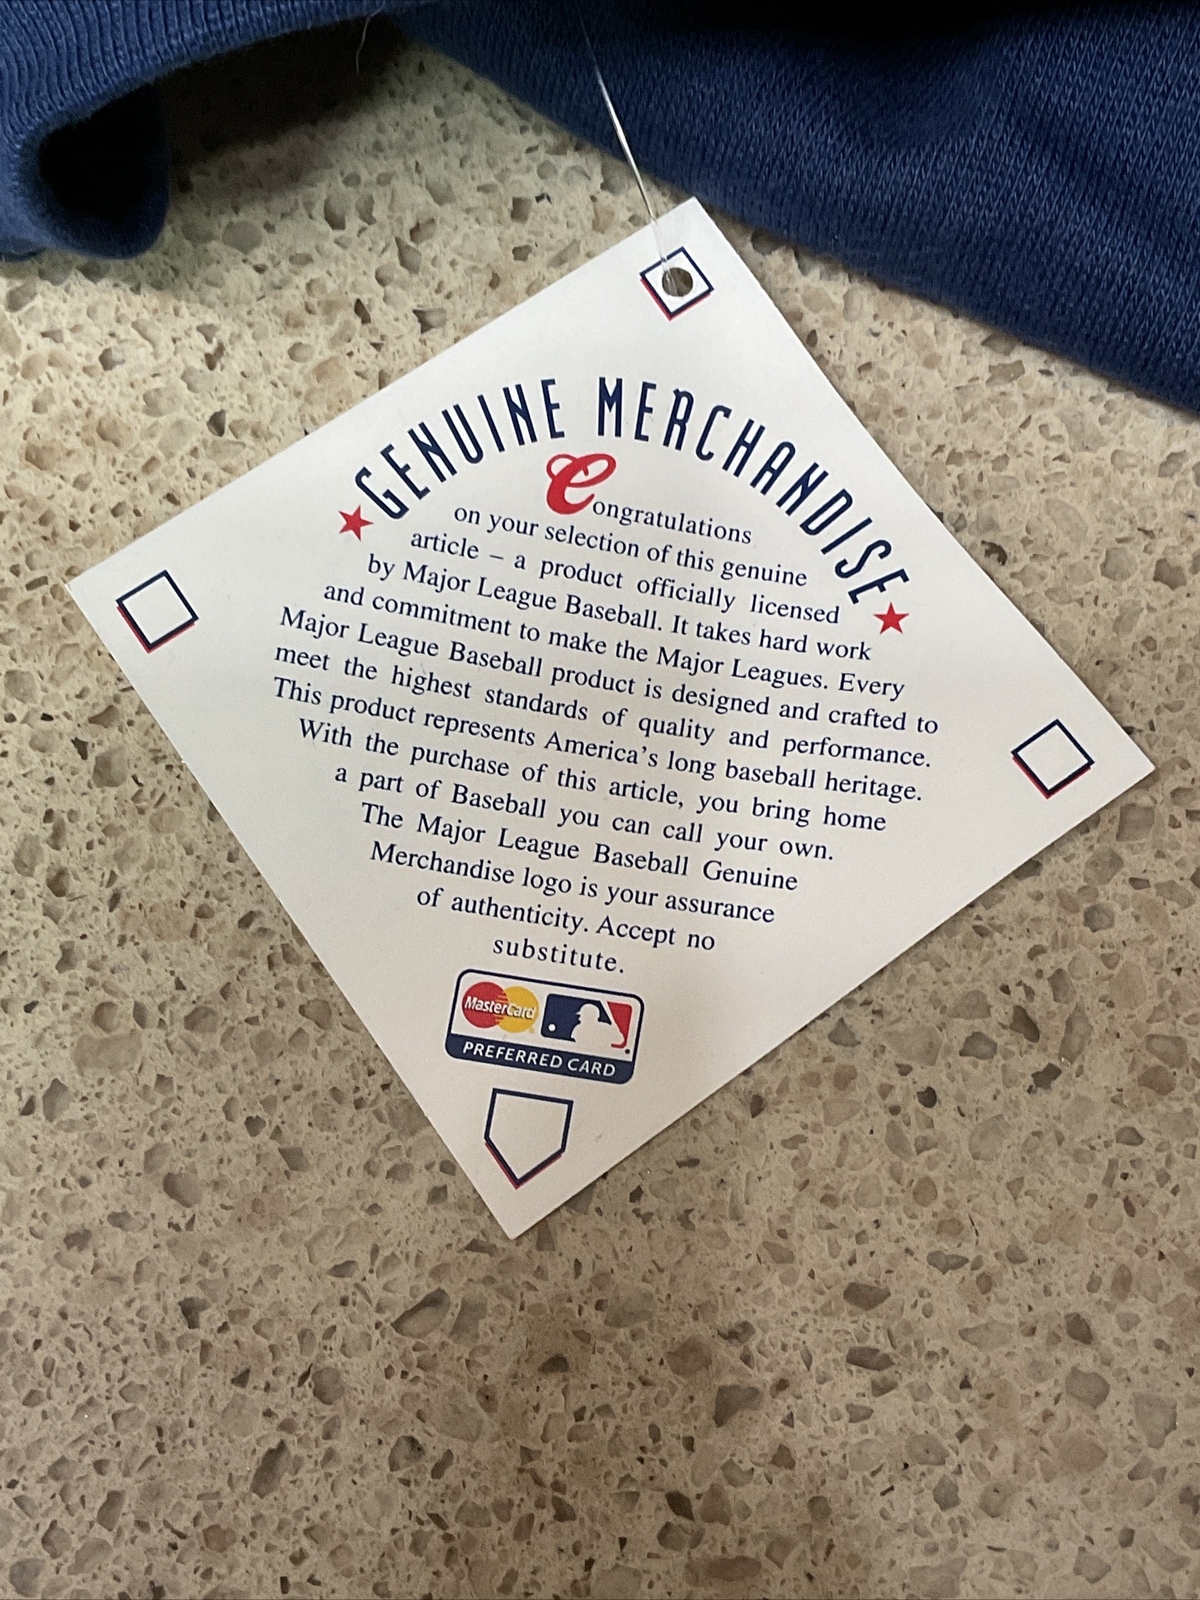 GENUINE MERCHANDISE
Congratulations
on your selection of this genuine
article – a product officially licensed
by Major League Baseball. It takes hard work
and commitment to make the Major Leagues. Every
Major League Baseball product is designed and crafted to
meet the highest standards of quality and performance.
This product represents America's long baseball heritage.
With the purchase of this article, you bring home
a part of Baseball you can call your own.
The Major League Baseball Genuine
Merchandise logo is your assurance
of authenticity. Accept no
substitute.
MasterCard
PREFERRED CARD